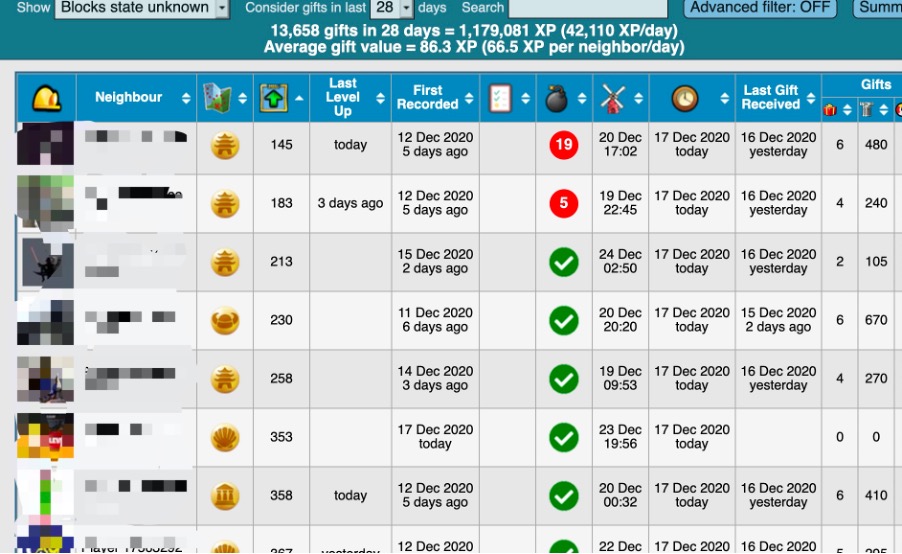 Show Blocks state unknown Consider gifts in last 28 days Search Advanced filter: OFF Summ
13,658 gifts in 28 days = 1,179,081 XP (42,110 XP/day)
Average gift value = 86.3 XP (66.5 XP per neighbor/day)
Neighbour Last Level Up First Recorded Last Gift Received Gifts
145 today 12 Dec 2020 19 20 Dec 17 Dec 2020 16 Dec 2020 6 480
5 days ago 17:02 today yesterday
183 3 days ago 12 Dec 2020 5 19 Dec 17 Dec 2020 16 Dec 2020 4 240
5 days ago 22:45 today yesterday
213 15 Dec 2020 24 Dec 17 Dec 2020 16 Dec 2020 2 105
2 days ago 02:50 today yesterday
230 11 Dec 2020 20 Dec 17 Dec 2020 15 Dec 2020 6 670
6 days ago 20:20 today 2 days ago
258 14 Dec 2020 19 Dec 17 Dec 2020 16 Dec 2020 4 270
3 days ago 09:53 today yesterday
353 17 Dec 2020 23 Dec 17 Dec 2020 0 0
today 19:56 today
358 today 12 Dec 2020 20 Dec 17 Dec 2020 16 Dec 2020 6 410
5 days ago 00:32 today yesterday
12 Dec 2020 22 Dec 17 Dec 2020 16 Dec 2020
yesterday